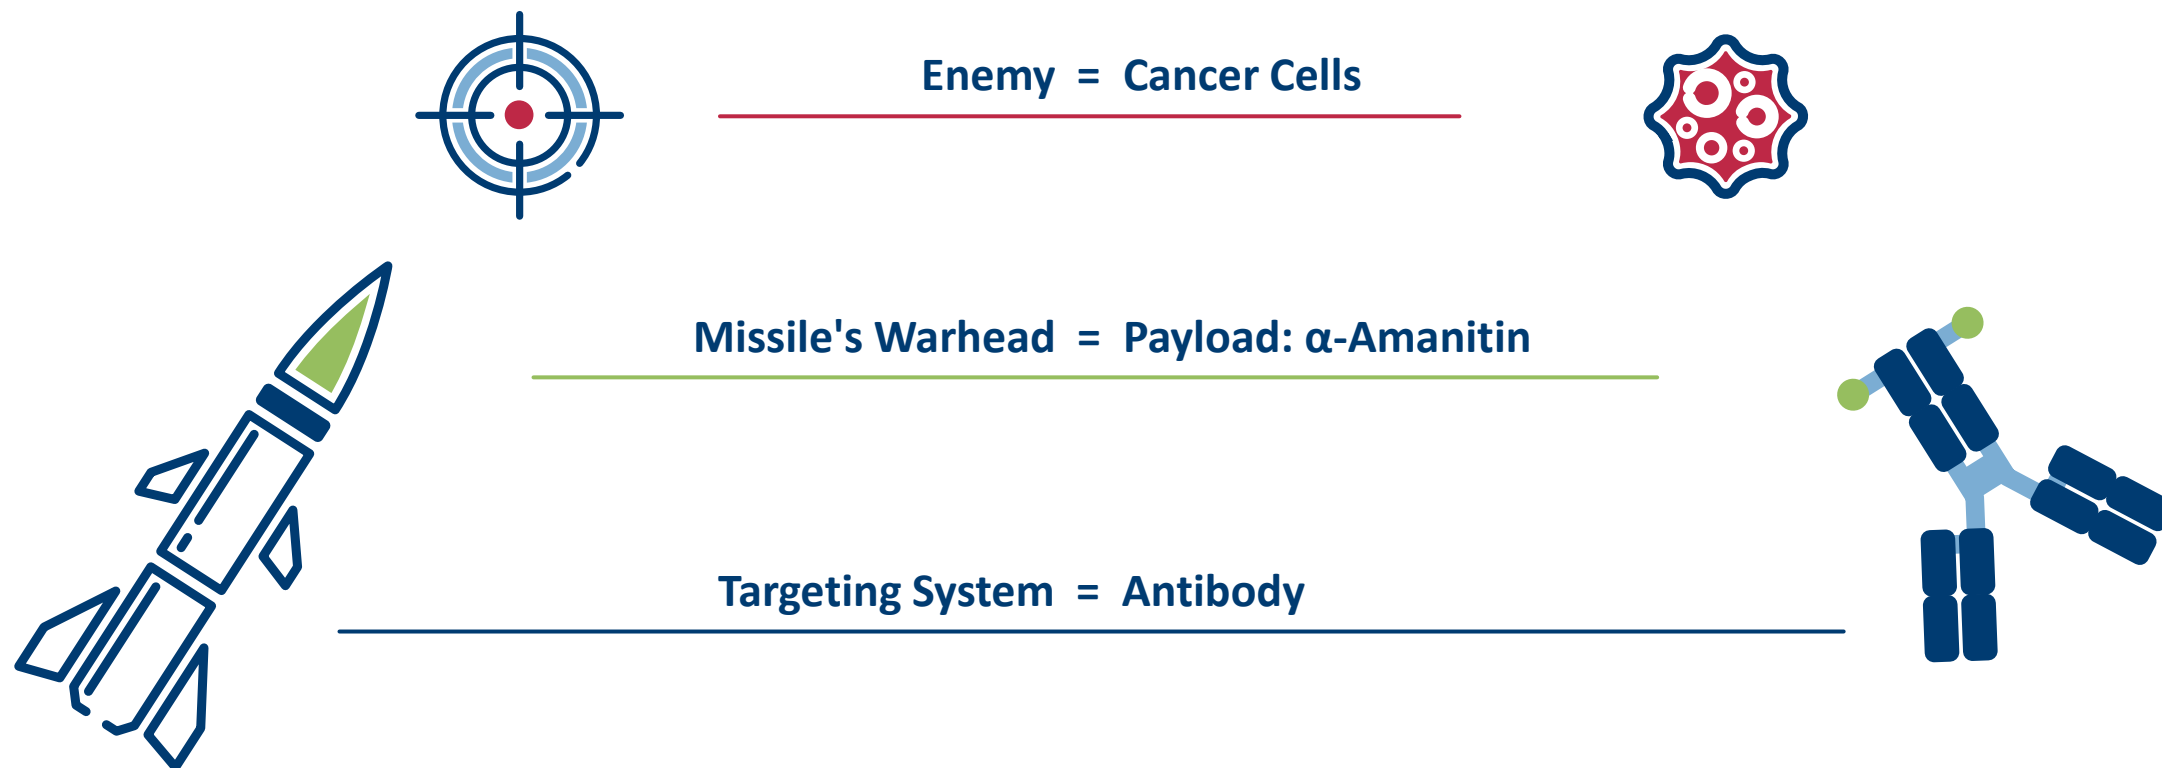 Enemy = Cancer Cells
Missile's Warhead = Payload: α-Amanitin
Targeting System = Antibody